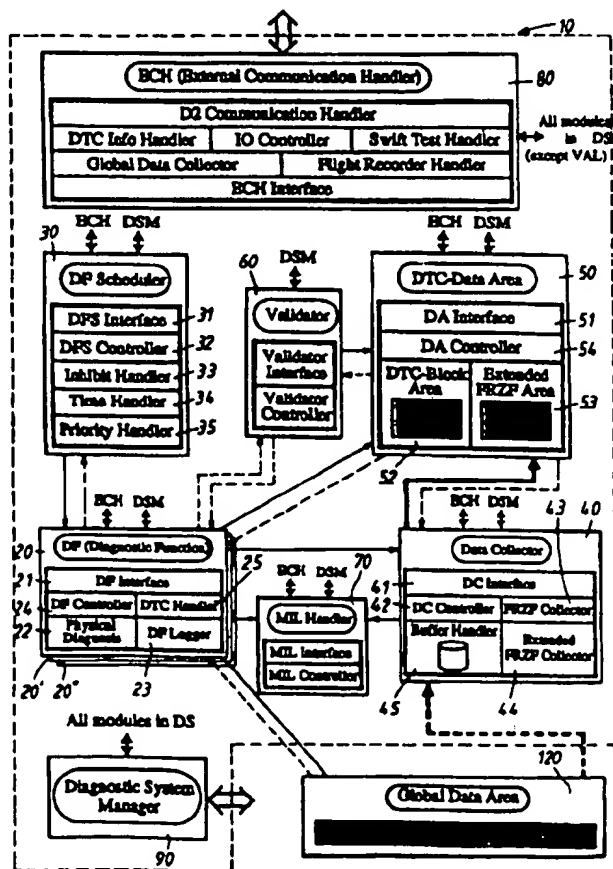 10
BCH (External Communication Handler)
80
D2 Communication Handler
DTC Info Handler
IO Controller
Swift Test Handler
Global Data Collector
Flight Recorder Handler
BCH Interface
All modules
in DS
(except VAL)
BCH DSM
30
DF Scheduler
DFS Interface
31
DFS Controller
32
Inhibit Handler
33
Time Handler
34
Priority Handler
35
DSM
60
Validator
Validator
Interface
Validator
Controller
BCH DSM
50
DTC-Data Area
DA Interface
51
DA Controller
54
DTC-Block
Area
Extended
FRZF Area
53
52
BCH DSM
20
DF (Diagnostic Function)
25
21
DF Interface
24
DF Controller
DTC Handler
22
Physical
Diagnosis
DF Logger
20'
20"
23
BCH DSM
70
MIL Handler
MIL Interface
MIL Controller
BCH DSM
43
40
Data Collector
41
DC Interface
42
DC Controller
FRZF Collector
Buffer Handler
Extended
FRZF Collector
45
44
All modules in DS
Diagnostic System
Manager
90
120
Global Data Area